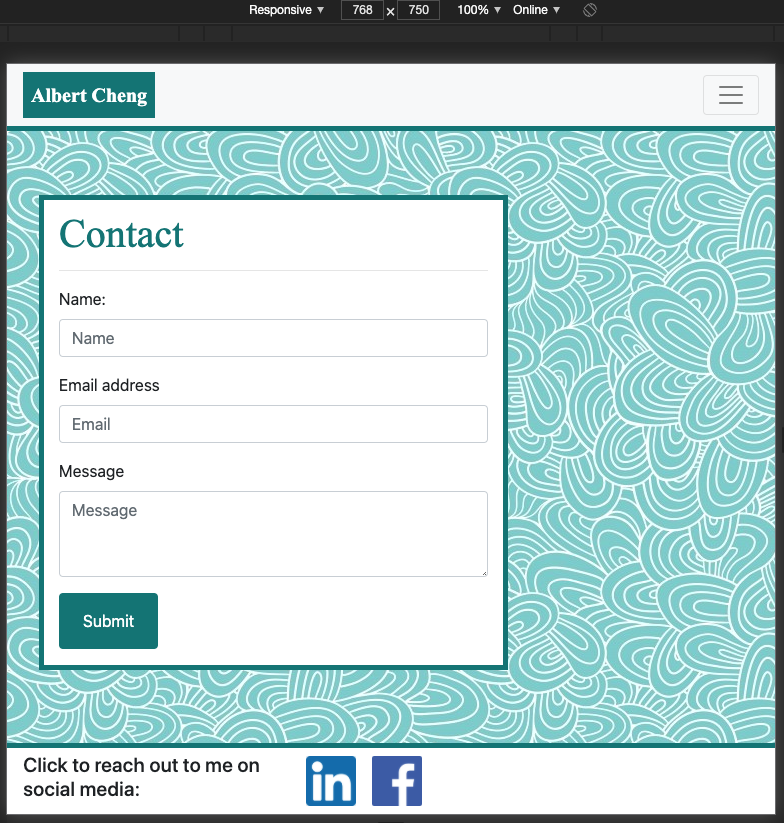 Responsive ▼ 768 × 750 100% ▼ Online ▼
Albert Cheng
Contact
Name:
Name
Email address
Email
Message
Message
Submit
Click to reach out to me on
social media:
in f